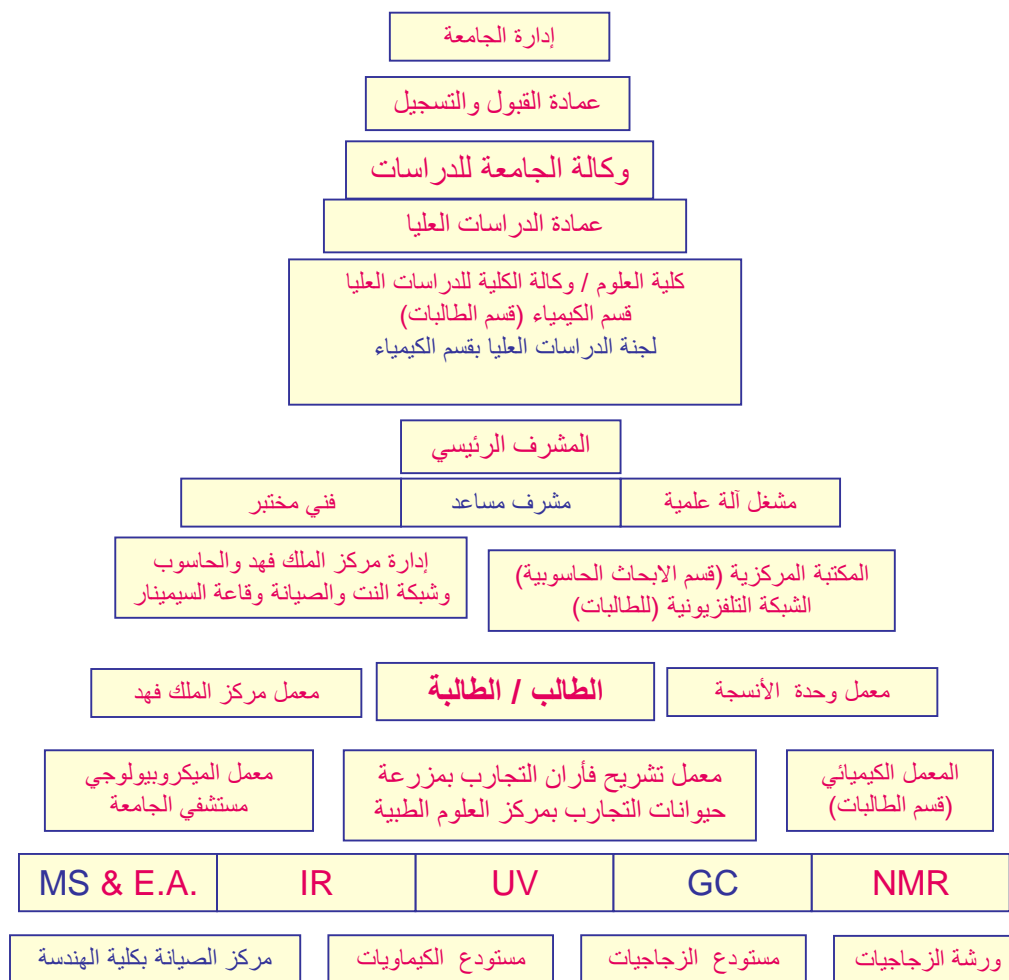 إدارة الجامعة
عمادة القبول والتسجيل
وكالة الجامعة للدراسات
عمادة الدراسات العليا
كلية العلوم / وكالة الكلية للدراسات العليا
قسم الكيمياء (قسم الطالبات)
لجنة الدراسات العليا بقسم الكيمياء
المشرف الرئيسي
مشغل آلة علمية
مشرف مساعد
فني مختبر
المكتبة المركزية (قسم الابحاث الحاسوبية)
الشبكة التلفزيونية (للطالبات)
إدارة مركز الملك فهد والحاسوب
وشبكة النت والصيانة وقاعة السيمينار
معمل وحدة الأنسجة
الطالب / الطالبة
معمل مركز الملك فهد
المعمل الكيميائي
(قسم الطالبات)
معمل تشريح فأران التجارب بمزرعة
حيوانات التجارب بمركز العلوم الطبية
معمل الميكروبيولوجي
مستشفي الجامعة
MS & E.A.
IR
UV
GC
NMR
ورشة الزجاجيات
مستودع الزجاجيات
مستودع الكيماويات
مركز الصيانة بكلية الهندسة